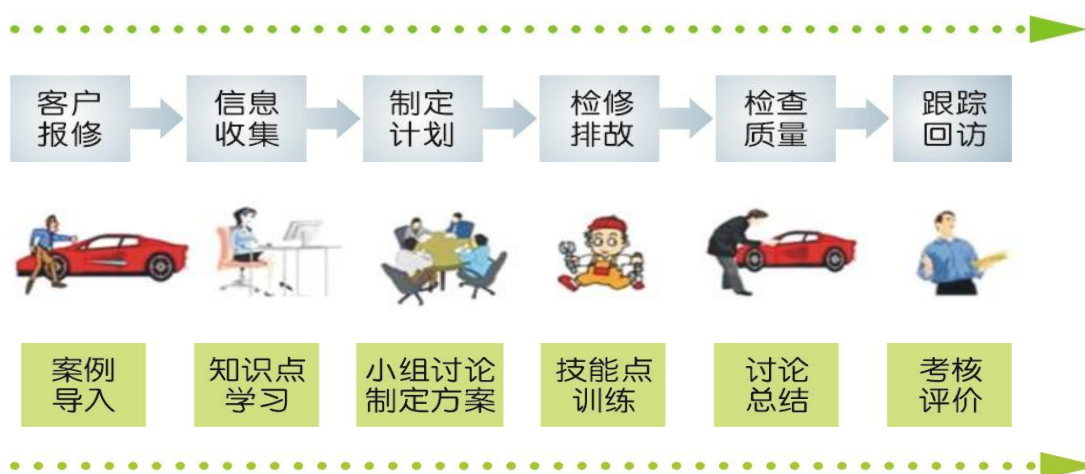 客户
报修
信息
收集
制定
计划
检修
排故
检查
质量
跟踪
回访
案例
导入
知识点
学习
小组讨论
制定方案
技能点
训练
讨论
总结
考核
评价